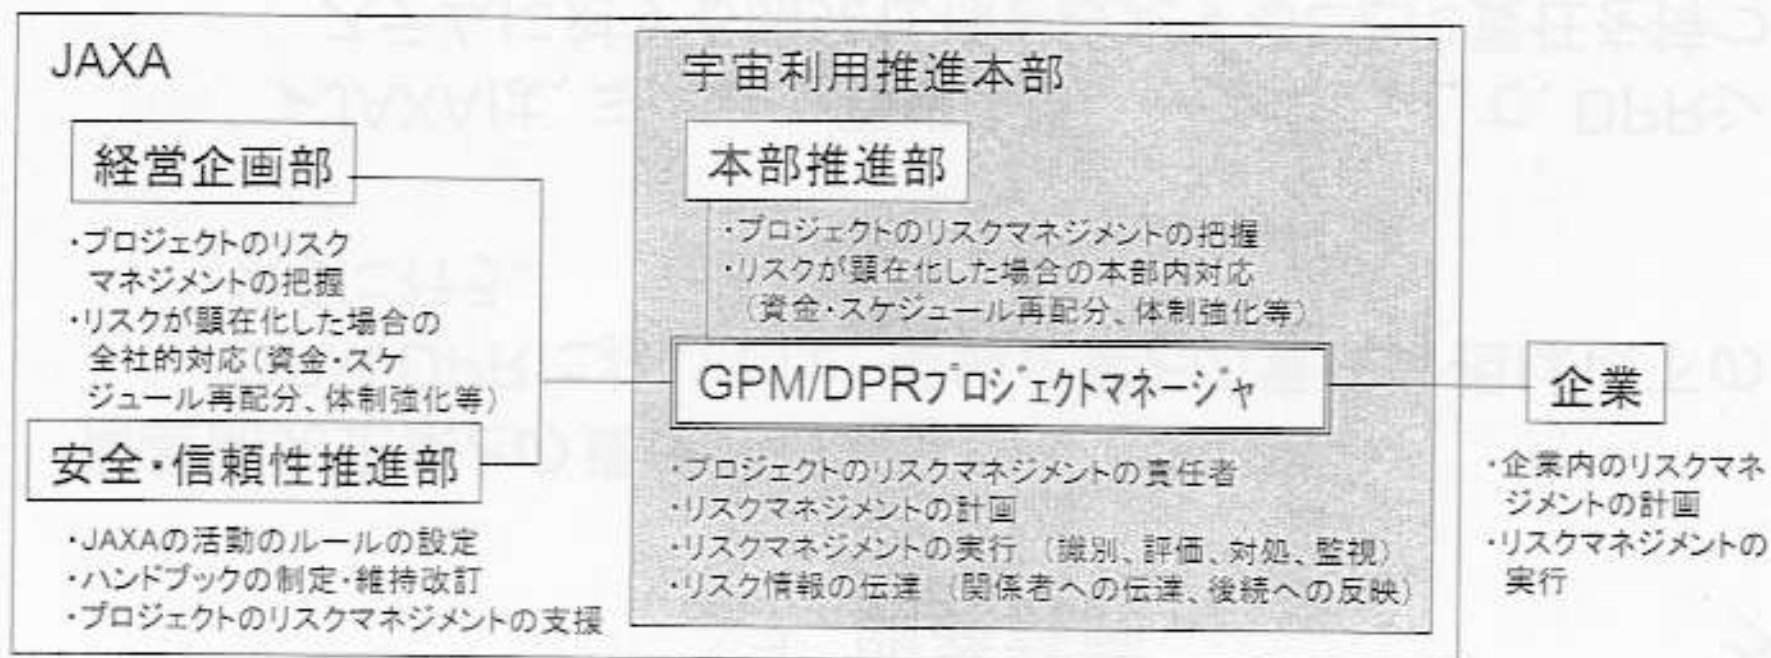 JAXA
経営企画部
・プロジェクトのリスク
マネジメントの把握
・リスクが顕在化した場合の
全社的対応(資金・スケ
ジュール再配分、体制強化等)
安全・信頼性推進部
・JAXAの活動のルールの設定
・ハンドブックの制定・維持改訂
・プロジェクトのリスクマネジメントの支援
宇宙利用推進本部
本部推進部
・プロジェクトのリスクマネジメントの把握
・リスクが顕在化した場合の本部内対応
(資金・スケジュール再配分、体制強化等)
GPM/DPRプロジェクトマネージャ
・プロジェクトのリスクマネジメントの責任者
・リスクマネジメントの計画
・リスクマネジメントの実行 (識別、評価、対処、監視)
・リスク情報の伝達 (関係者への伝達、後続への反映)
企業
・企業内のリスクマネ
ジメントの計画
・リスクマネジメントの
実行